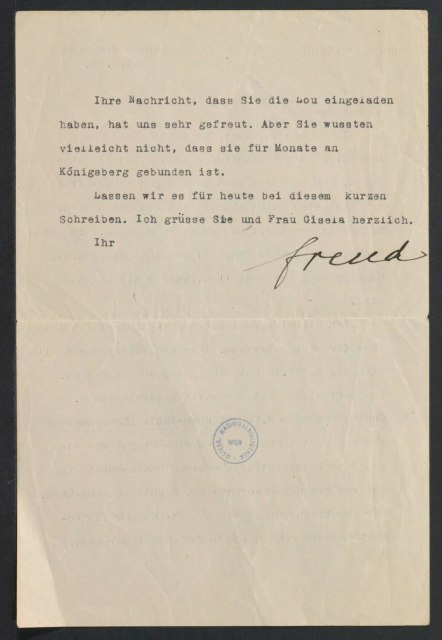 Ihre Nachricht, dass Sie die Lou eingeladen
haben, hat uns sehr gefreut. Aber Sie wussten
vielleicht nicht, dass sie für Monate an
Königsberg gebunden ist.
Lassen wir es für heute bei diesem kurzen
Schreiben. Ich grüsse Sie und Frau Gisela herzlich.
Ihr
Freud
WIEN